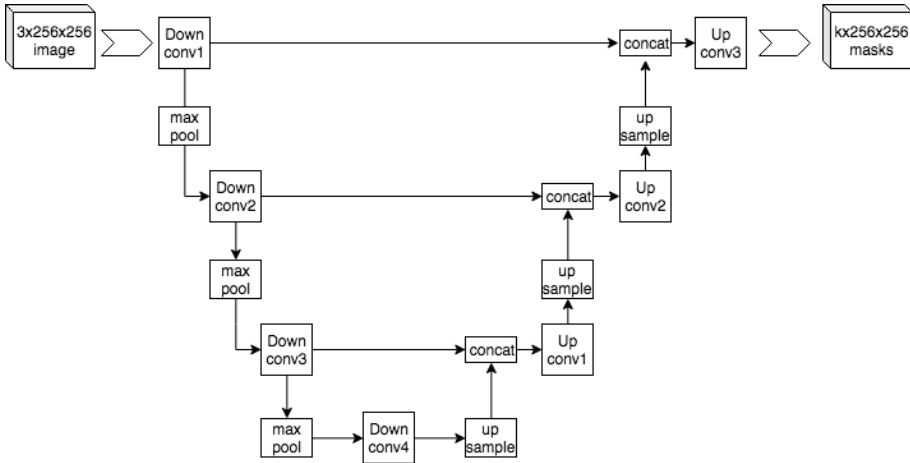 3x256x256
image
Down
conv1
concat
Up
conv3
kx256x256
masks
max
pool
up
sample
Down
conv2
concat
Up
conv2
max
pool
up
sample
Down
conv3
concat
Up
conv1
max
pool
Down
conv4
up
sample